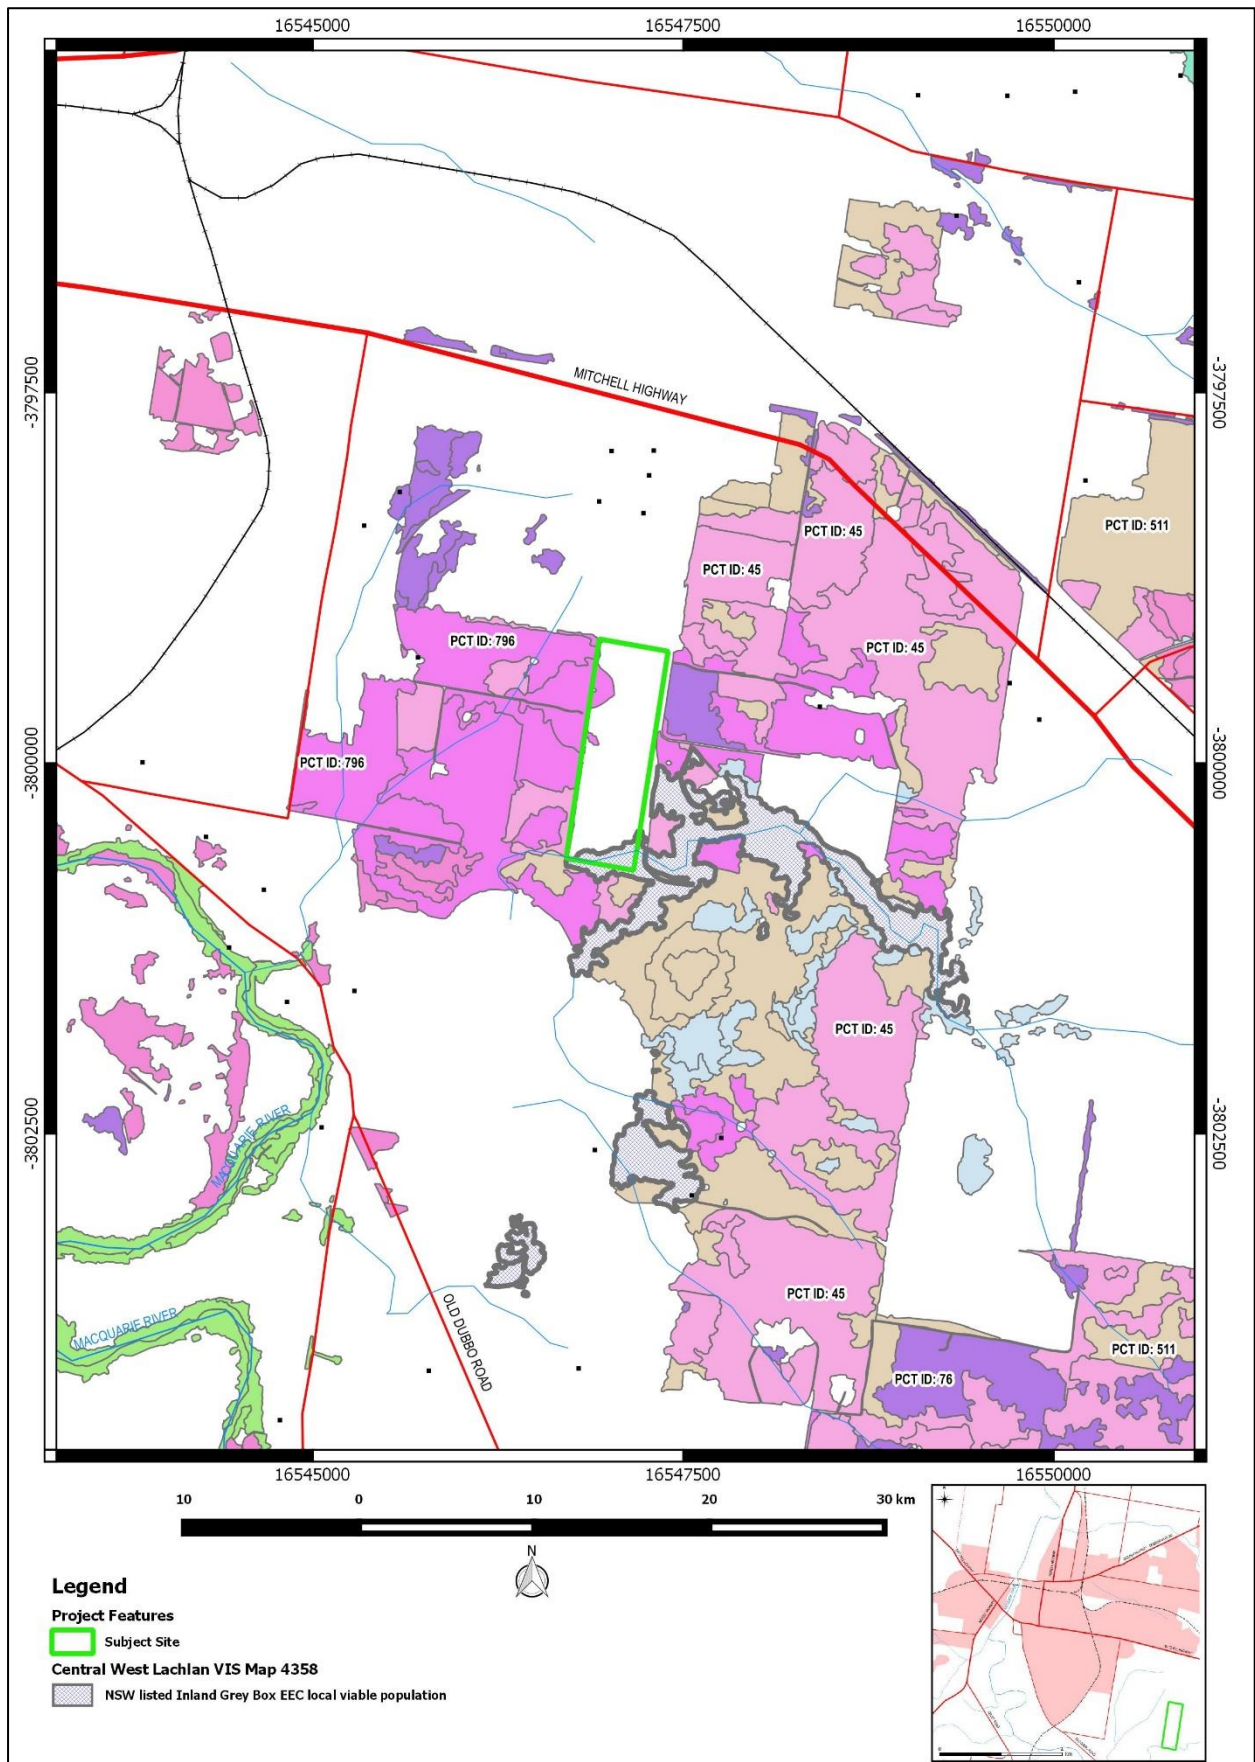 16545000 16547500 16550000
MITCHELL HIGHWAY
-3797500 -3797500
PCT ID: 511
PCT ID: 45
PCT ID: 45
PCT ID: 796
PCT ID: 45
PCT ID: 796
-3800000 -3800000
PCT ID: 45
MACQUARIE RIVER
-3802500 -3802500
PCT ID: 45
MACQUARIE RIVER
OLD DUBBO ROAD
PCT ID: 511
PCT ID: 76
16545000 16547500 16550000
10 0 10 20 30 km
N
Legend
Project Features
Subject Site
Central West Lachlan VIS Map 4358
NSW listed Inland Grey Box EEC local viable population